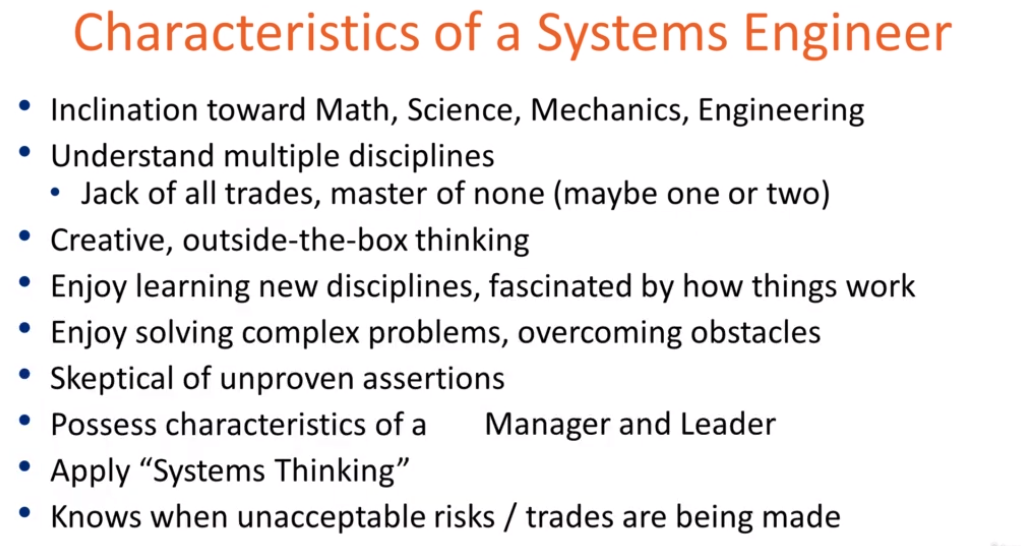 Characteristics of a Systems Engineer
• Inclination toward Math, Science, Mechanics, Engineering
• Understand multiple disciplines
• Jack of all trades, master of none (maybe one or two)
• Creative, outside-the-box thinking
• Enjoy learning new disciplines, fascinated by how things work
• Enjoy solving complex problems, overcoming obstacles
• Skeptical of unproven assertions
• Possess characteristics of a Manager and Leader
• Apply “Systems Thinking”
• Knows when unacceptable risks / trades are being made